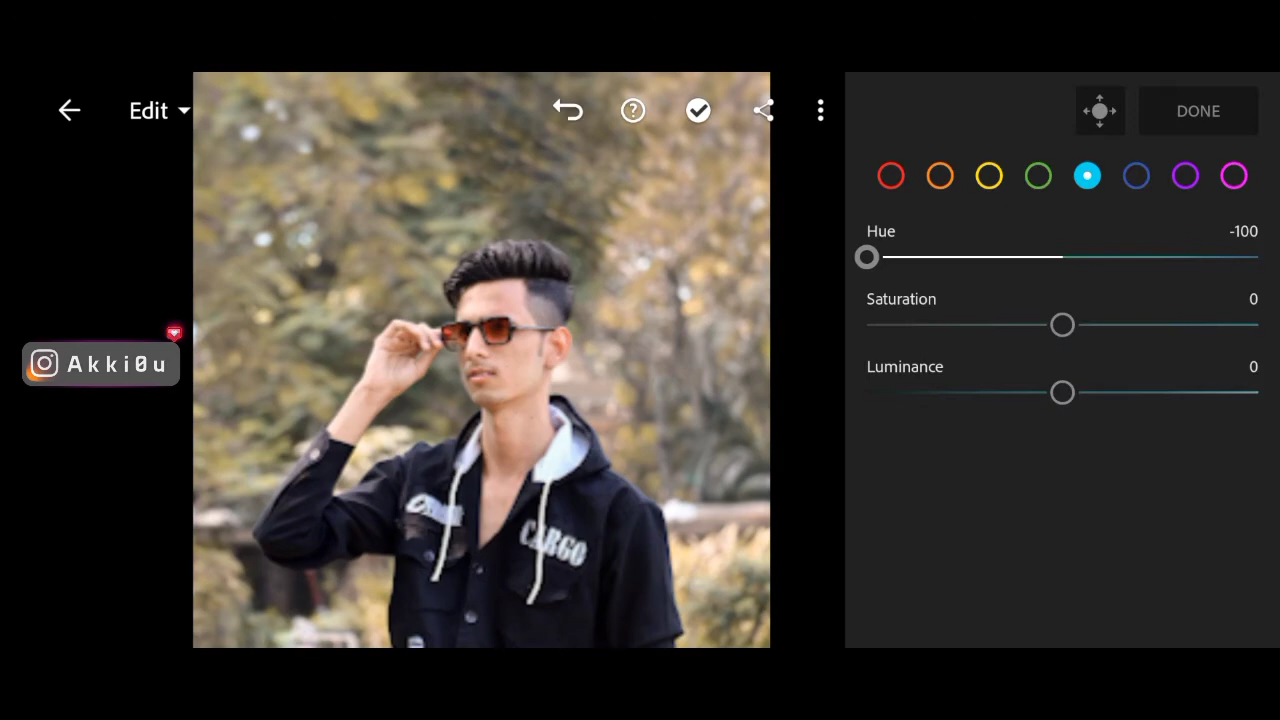 Edit
DONE
Hue -100
Saturation 0
Luminance 0
Akki0u
CARGO